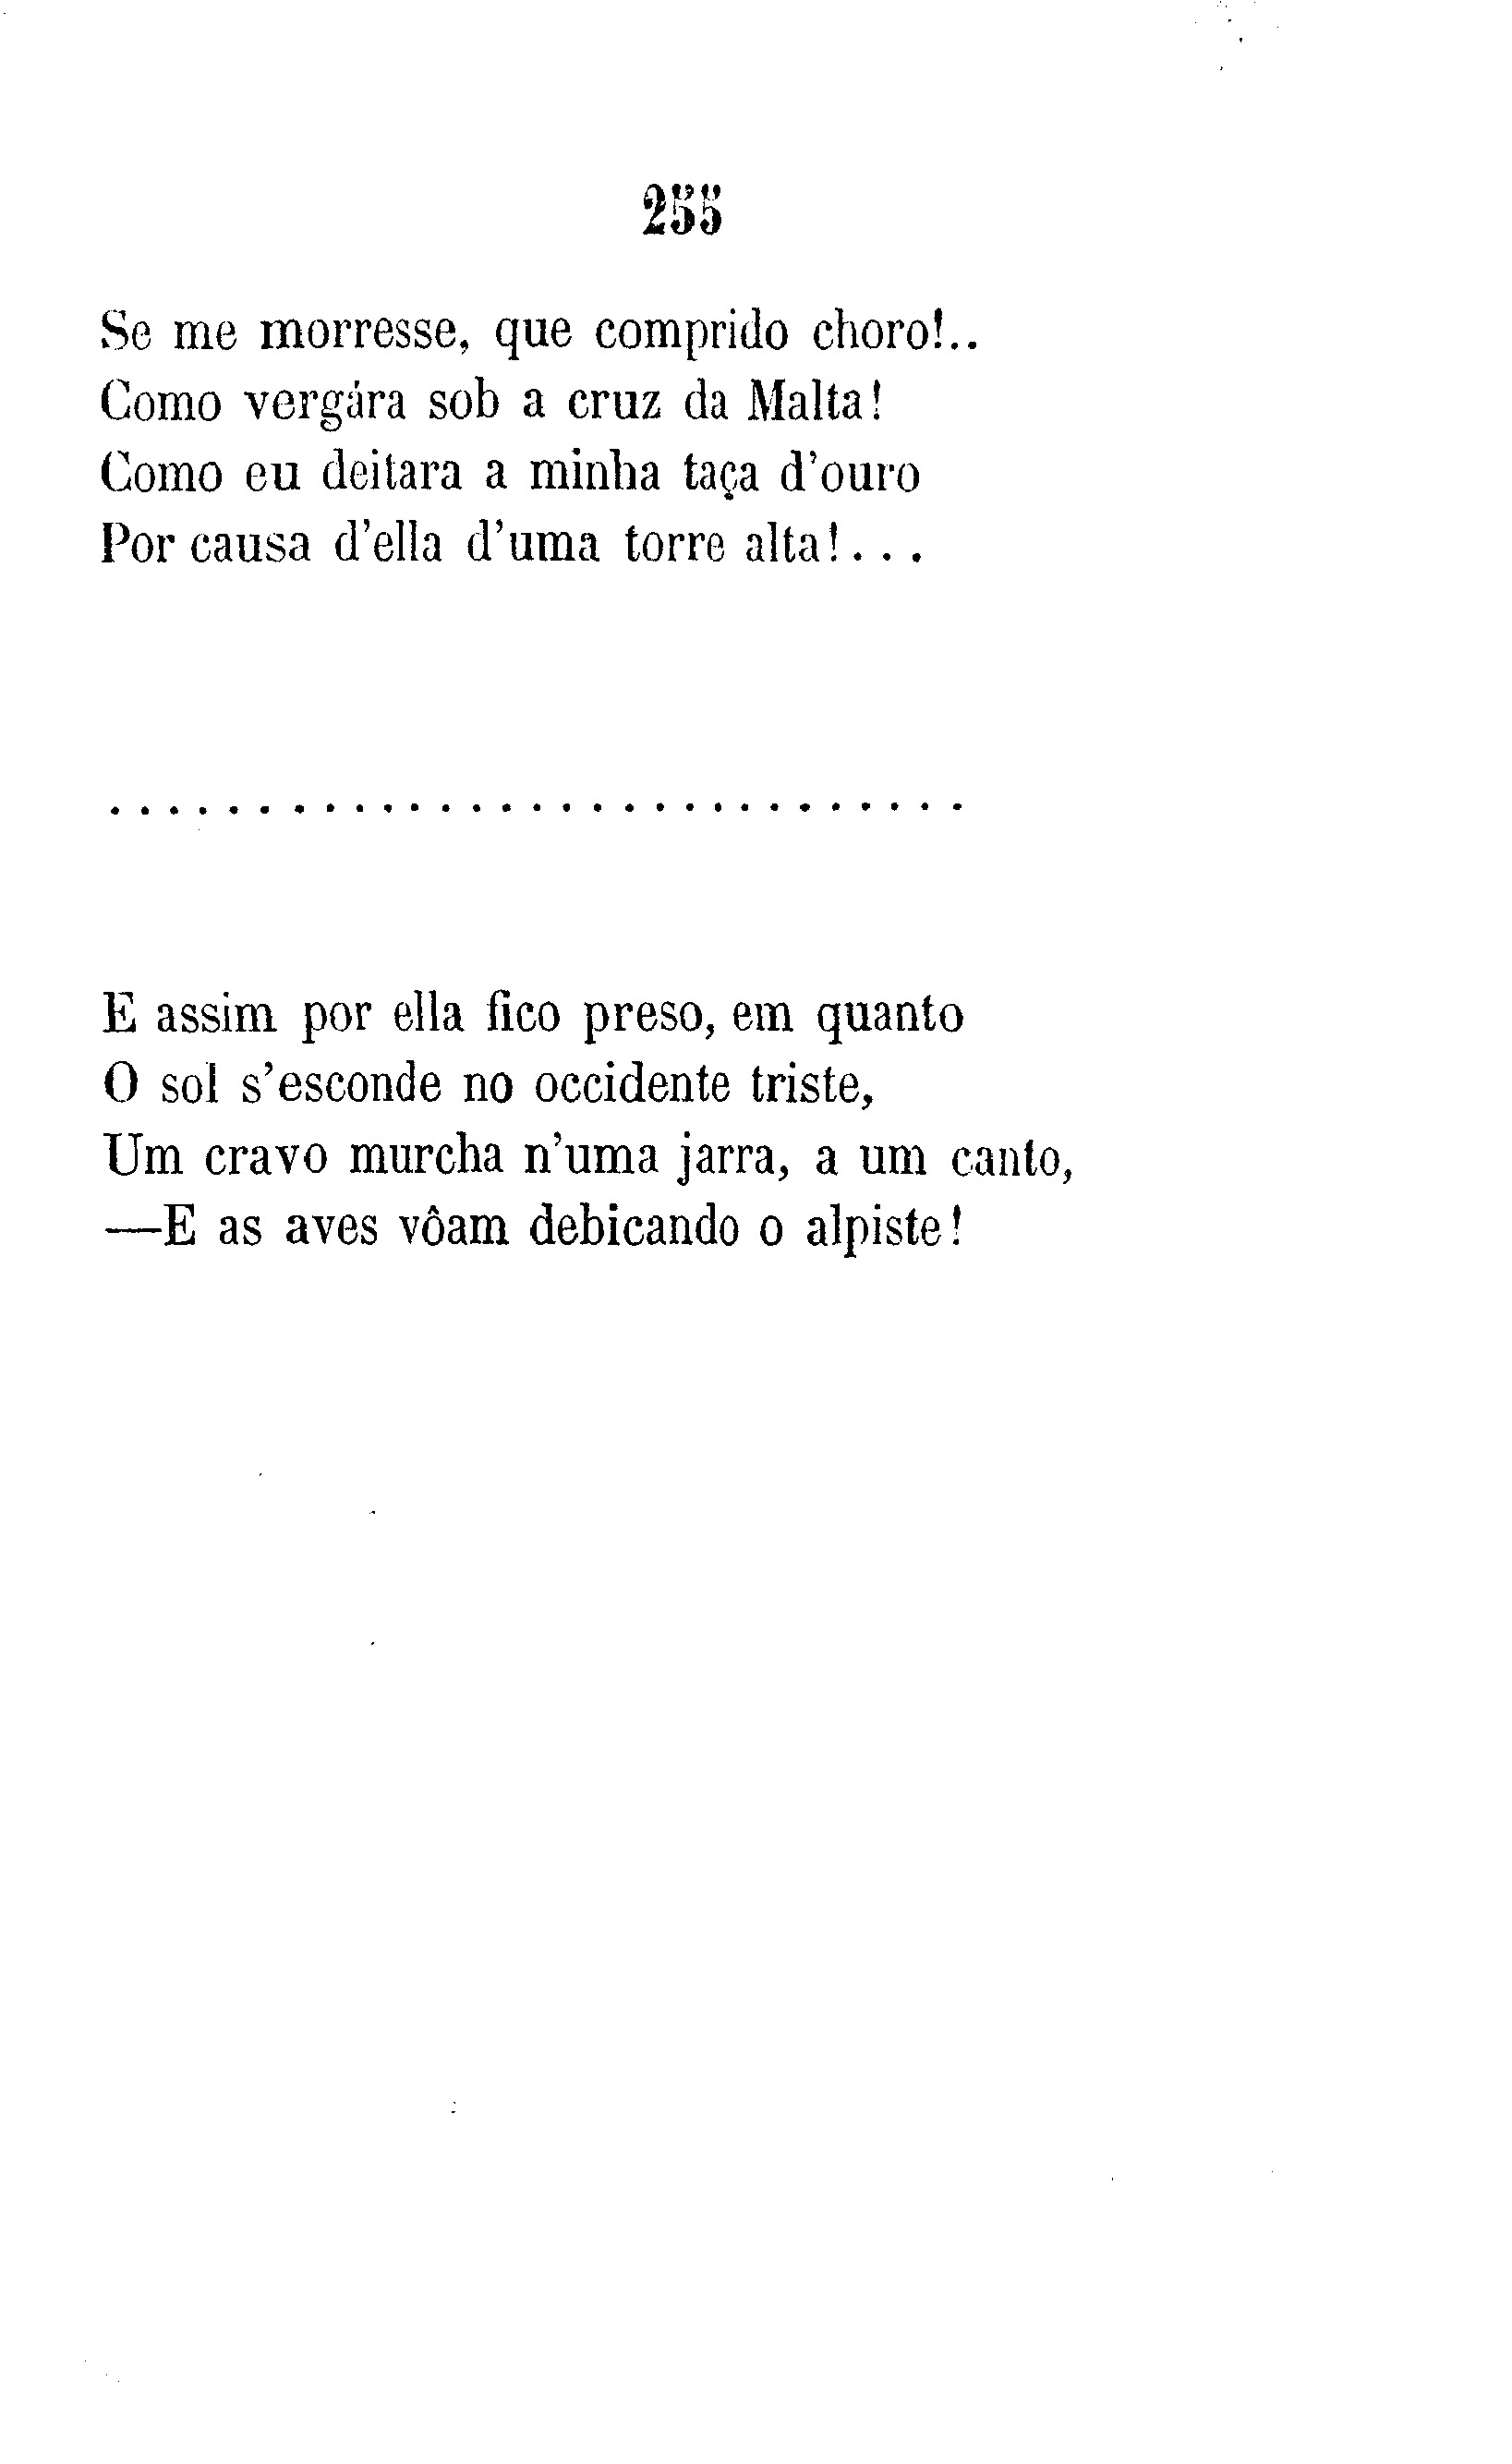 255
Se me morresse, que comprido choro!..
Como vergára sob a cruz da Malta!
Como eu deitara a minha taça d'ouro
Por causa d'ella d'uma torre alta!...
.............................
E assim por ella fico preso, em quanto
O sol s'esconde no occidente triste,
Um cravo murcha n'uma jarra, a um canto,
—E as aves vôam debicando o alpiste!